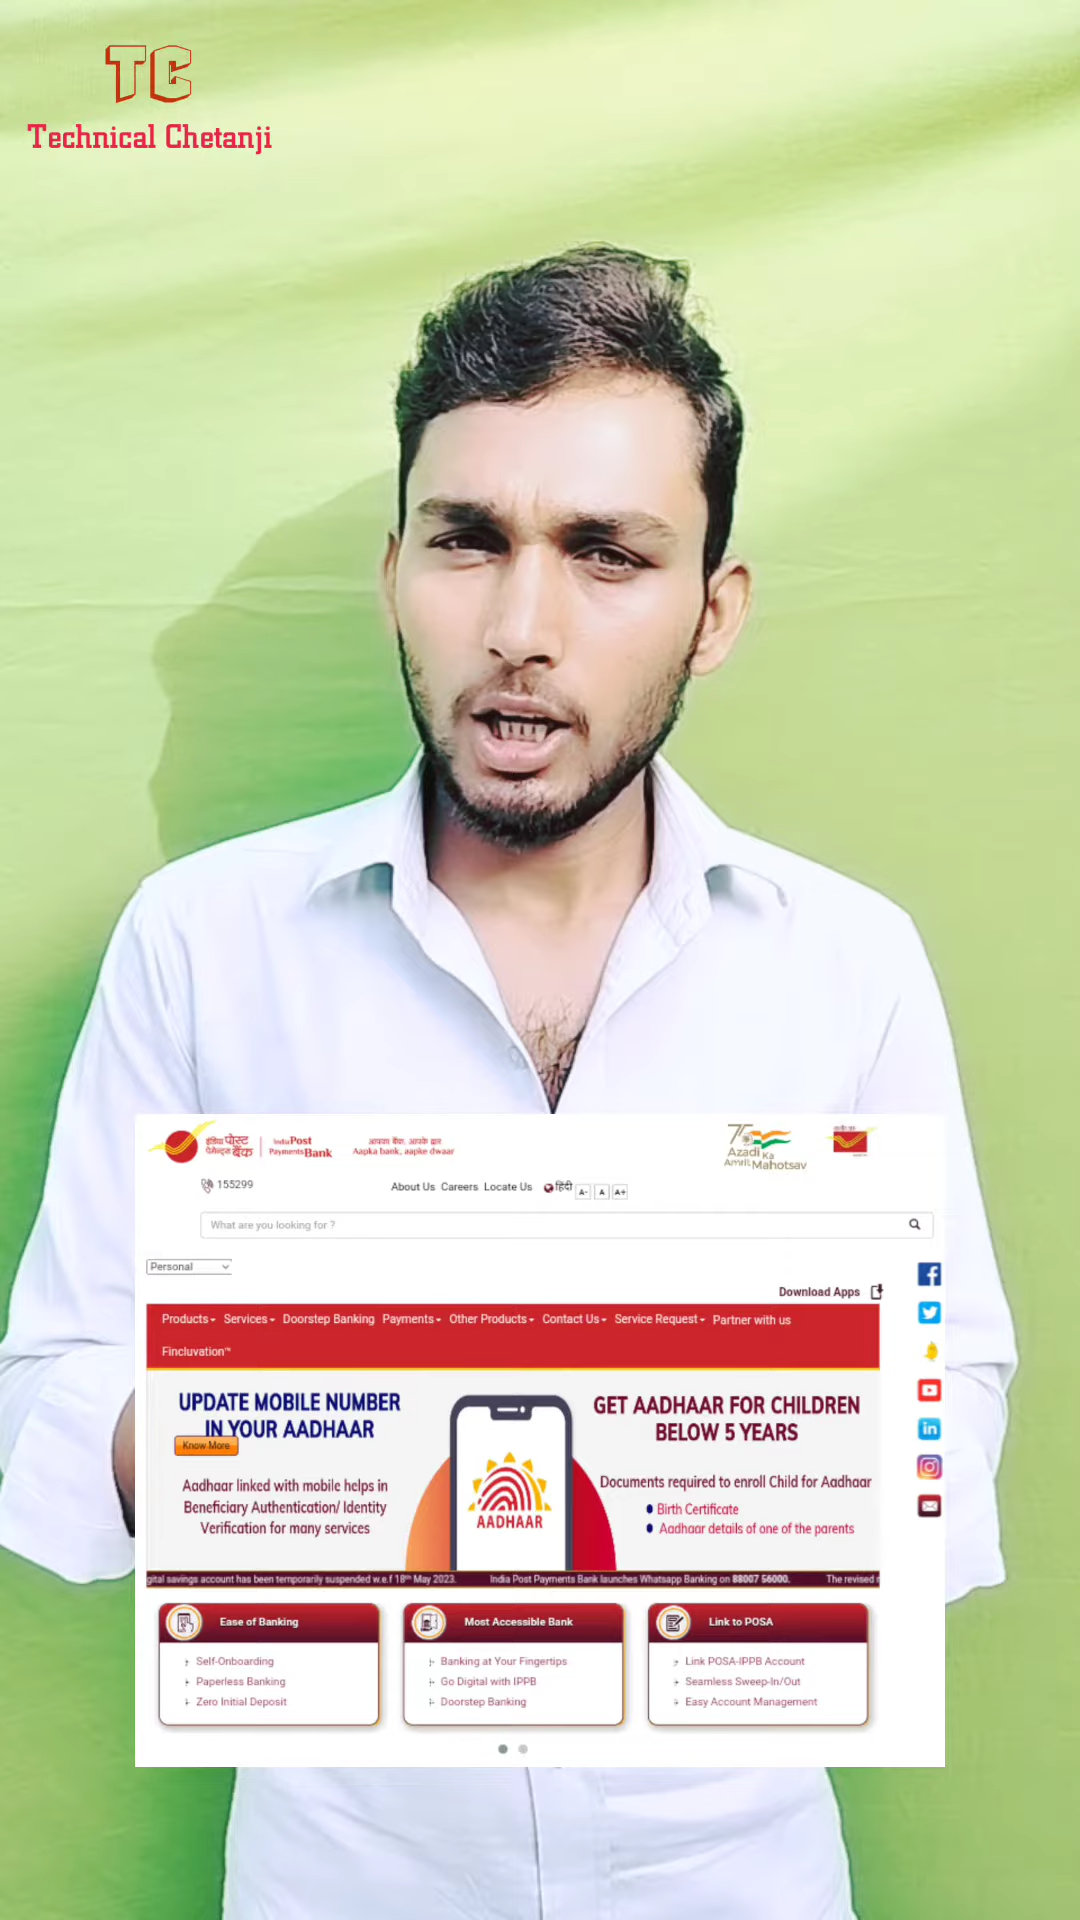 TC
Technical Chetanji
इंडिया पोस्ट
पेमेन्ट्स बैंक
India Post
Payments Bank
आपका बैंक, आपके द्वार
Aapka bank, aapke dwaar
75
Azadi Ka
Amrit Mahotsav
155299
About Us Careers Locate Us हिंदी A- A A+
What are you looking for ?
Personal
Download Apps
Products Services Doorstep Banking Payments Other Products Contact Us Service Request Partner with us
Fincluvation™
UPDATE MOBILE NUMBER
IN YOUR AADHAAR
Know More
Aadhaar linked with mobile helps in
Beneficiary Authentication/ Identity
Verification for many services
AADHAAR
GET AADHAAR FOR CHILDREN
BELOW 5 YEARS
Documents required to enroll Child for Aadhaar
Birth Certificate
Aadhaar details of one of the parents
gital savings account has been temporarily suspended w.e.f 18th May 2023. India Post Payments Bank launches Whatsapp Banking on 88007 56000. The revised r
Ease of Banking
Self-Onboarding
Paperless Banking
Zero Initial Deposit
Most Accessible Bank
Banking at Your Fingertips
Go Digital with IPPB
Doorstep Banking
Link to POSA
Link POSA-IPPB Account
Seamless Sweep-In/Out
Easy Account Management